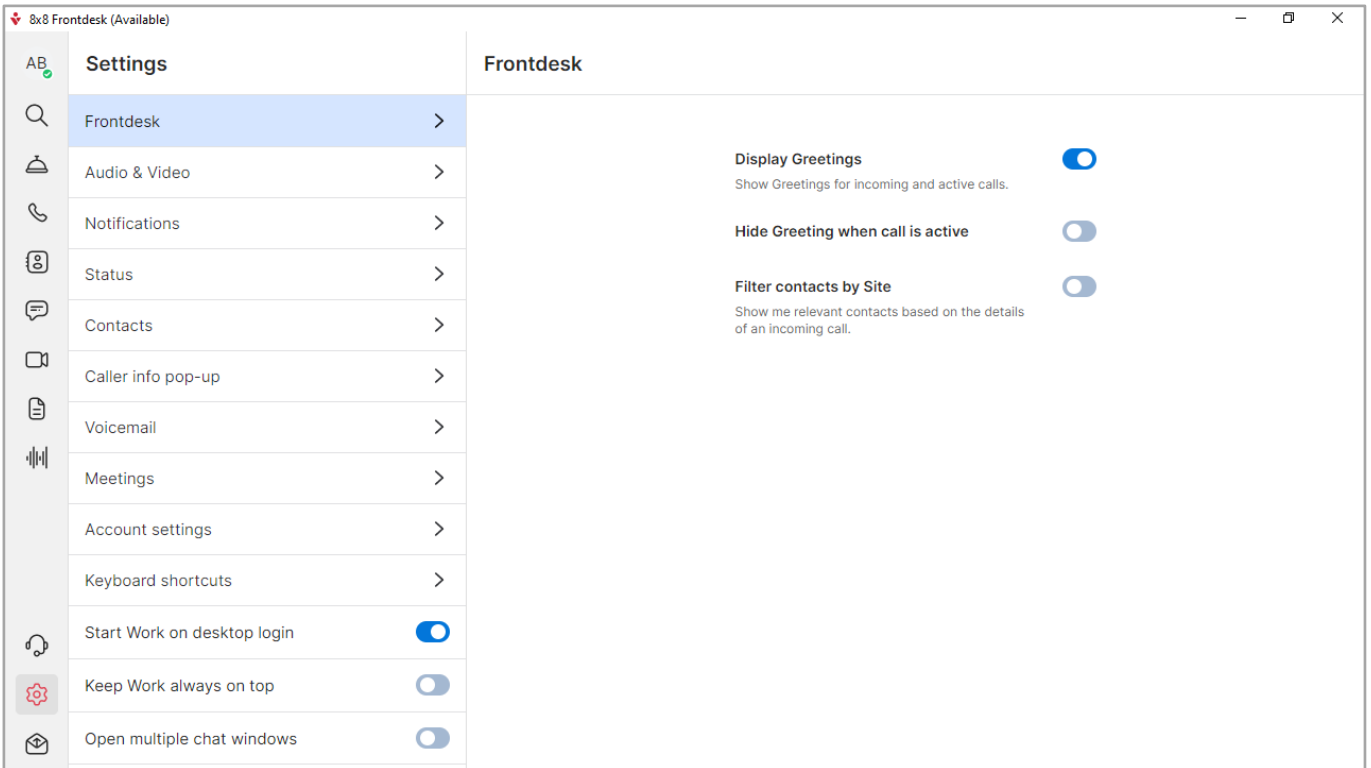 8x8 Frontdesk (Available)
AB
Settings
Frontdesk
Audio & Video
Notifications
Status
Contacts
Caller info pop-up
Voicemail
Meetings
Account settings
Keyboard shortcuts
Start Work on desktop login
Keep Work always on top
Open multiple chat windows
Frontdesk
Display Greetings
Show Greetings for incoming and active calls.
Hide Greeting when call is active
Filter contacts by Site
Show me relevant contacts based on the details
of an incoming call.